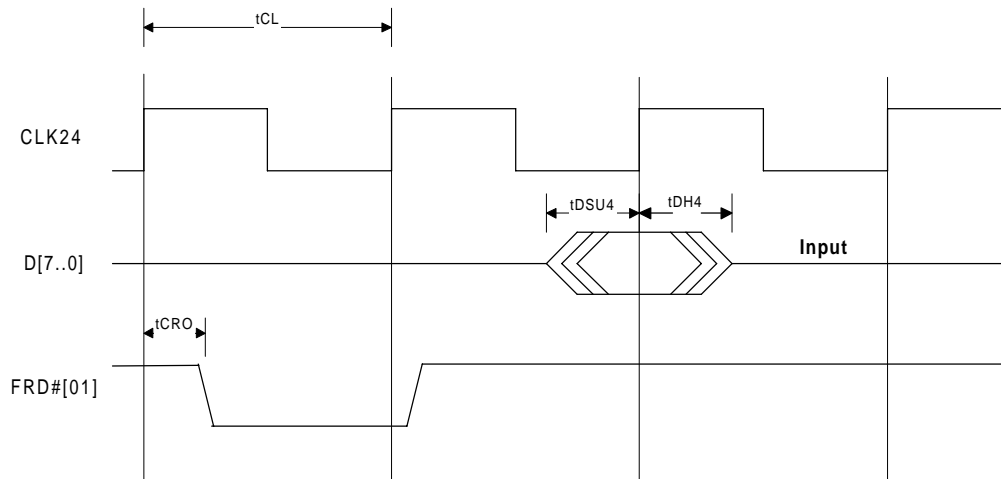 tCL
CLK24
tDSU4
tDH4
D[7..0]
Input
tCRO
FRD#[01]